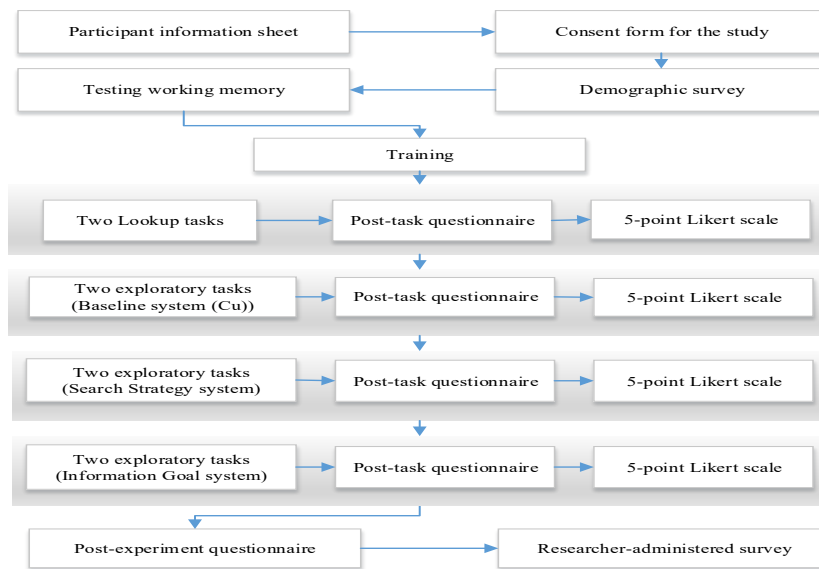 Participant information sheet
Consent form for the study
Testing working memory
Demographic survey
Training
Two Lookup tasks
Post-task questionnaire
5-point Likert scale
Two exploratory tasks
(Baseline system (Cu))
Post-task questionnaire
5-point Likert scale
Two exploratory tasks
(Search Strategy system)
Post-task questionnaire
5-point Likert scale
Two exploratory tasks
(Information Goal system)
Post-task questionnaire
5-point Likert scale
Post-experiment questionnaire
Researcher-administered survey